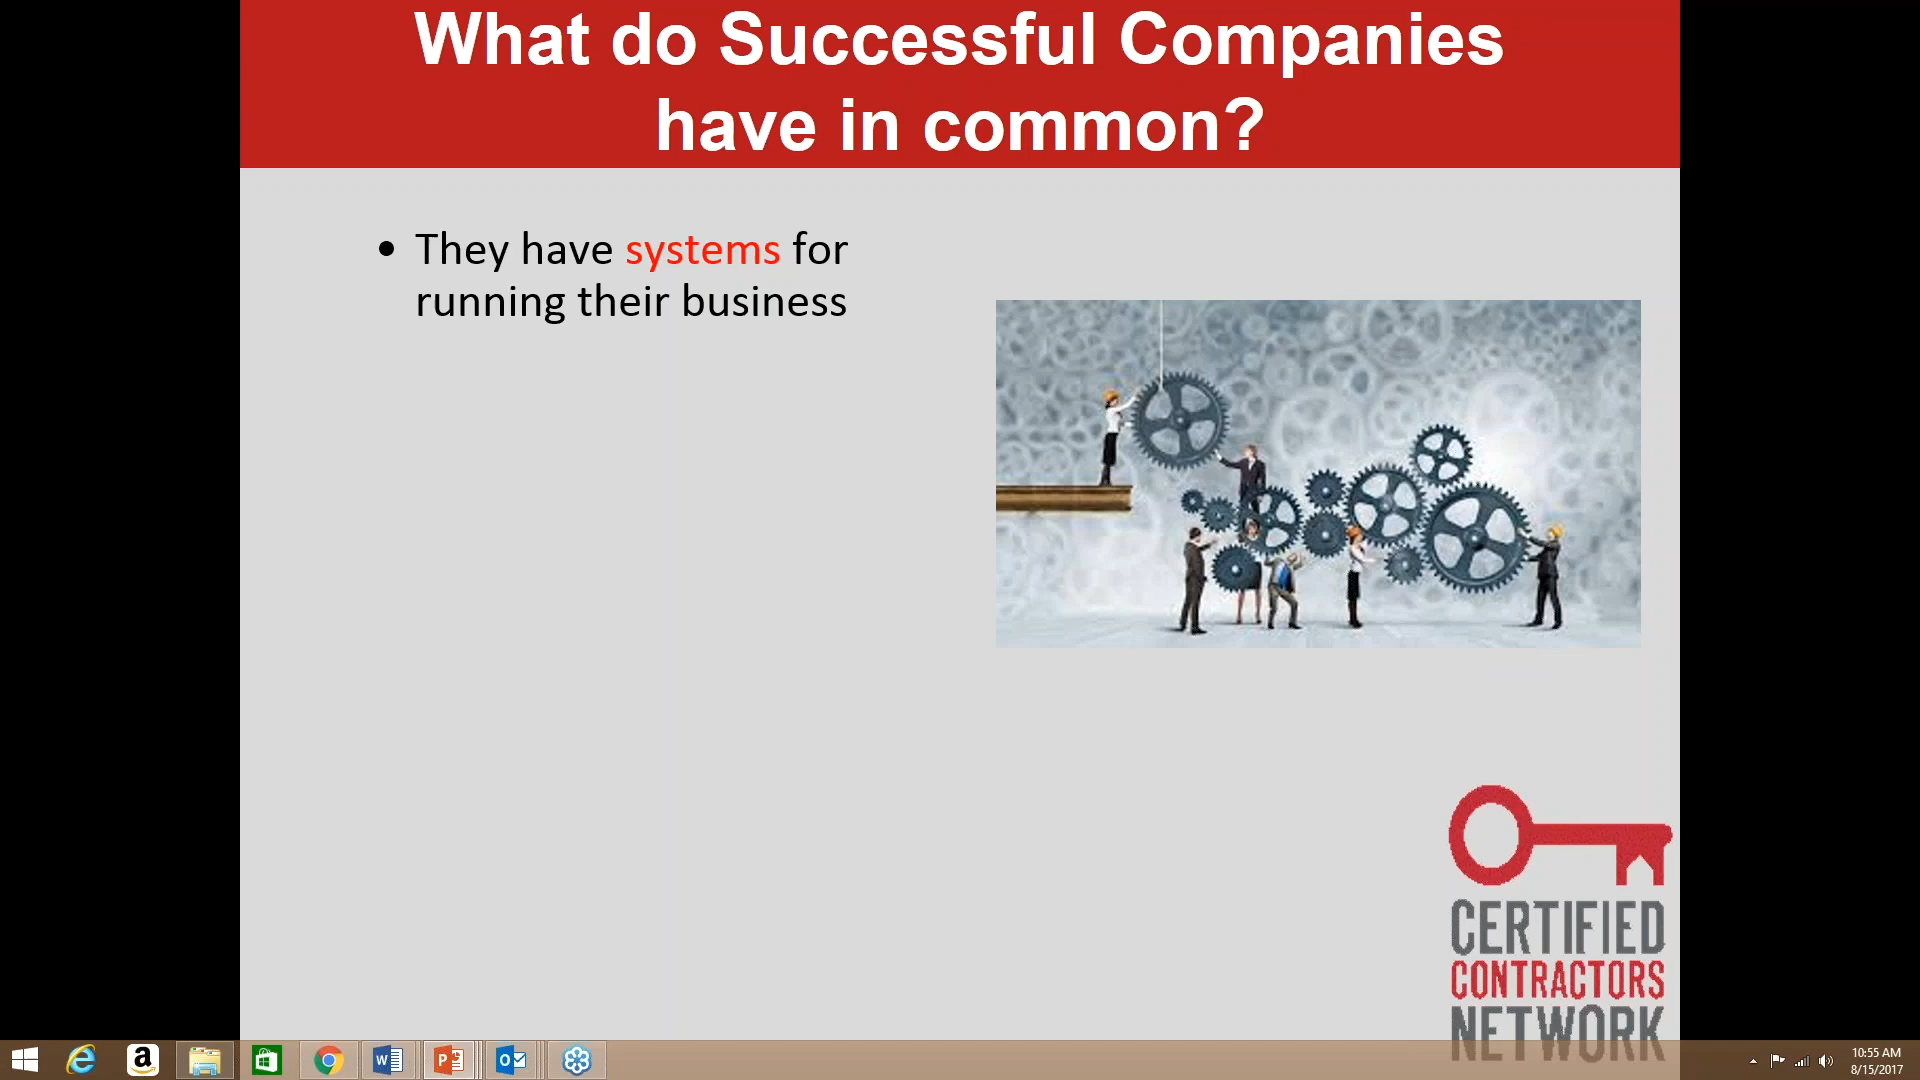 What do Successful Companies
have in common?
• They have systems for
running their business
CERTIFIED
CONTRACTORS
NETWORK
10:55 AM
8/15/2017